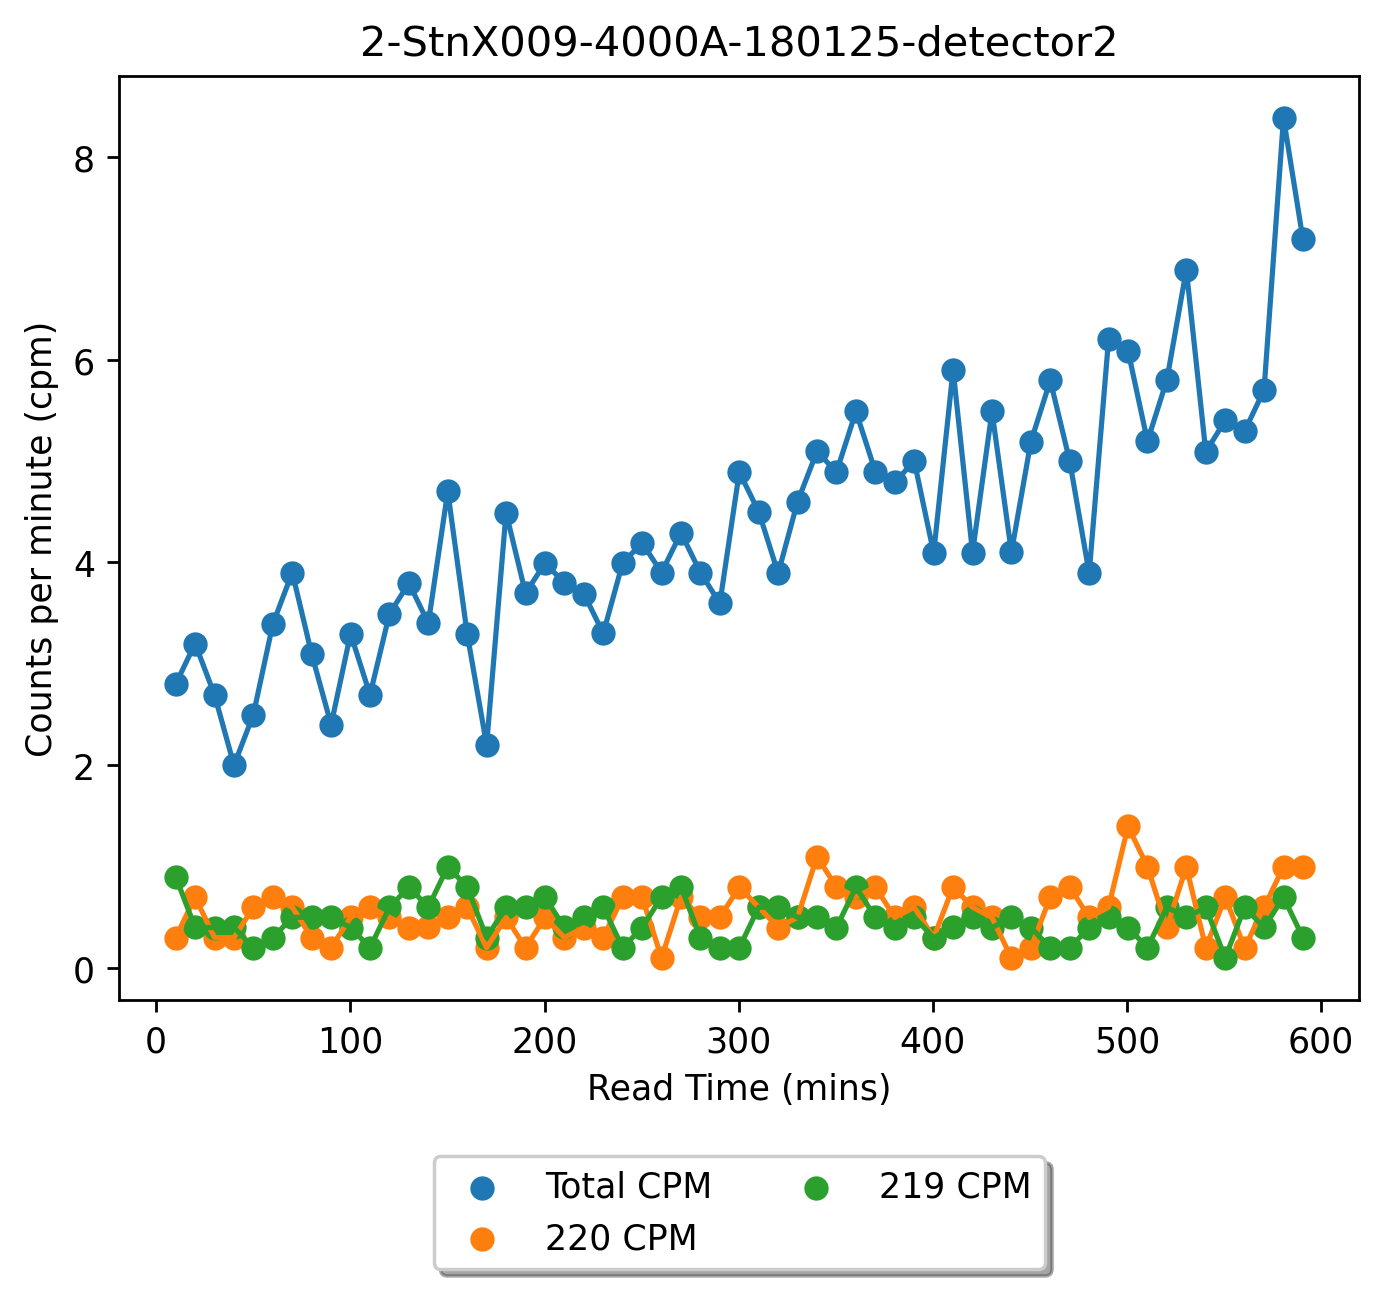 2-StnX009-4000A-180125-detector2
Counts per minute (cpm)
8
6
4
2
0
0 100 200 300 400 500 600
Read Time (mins)
Total CPM 219 CPM
220 CPM